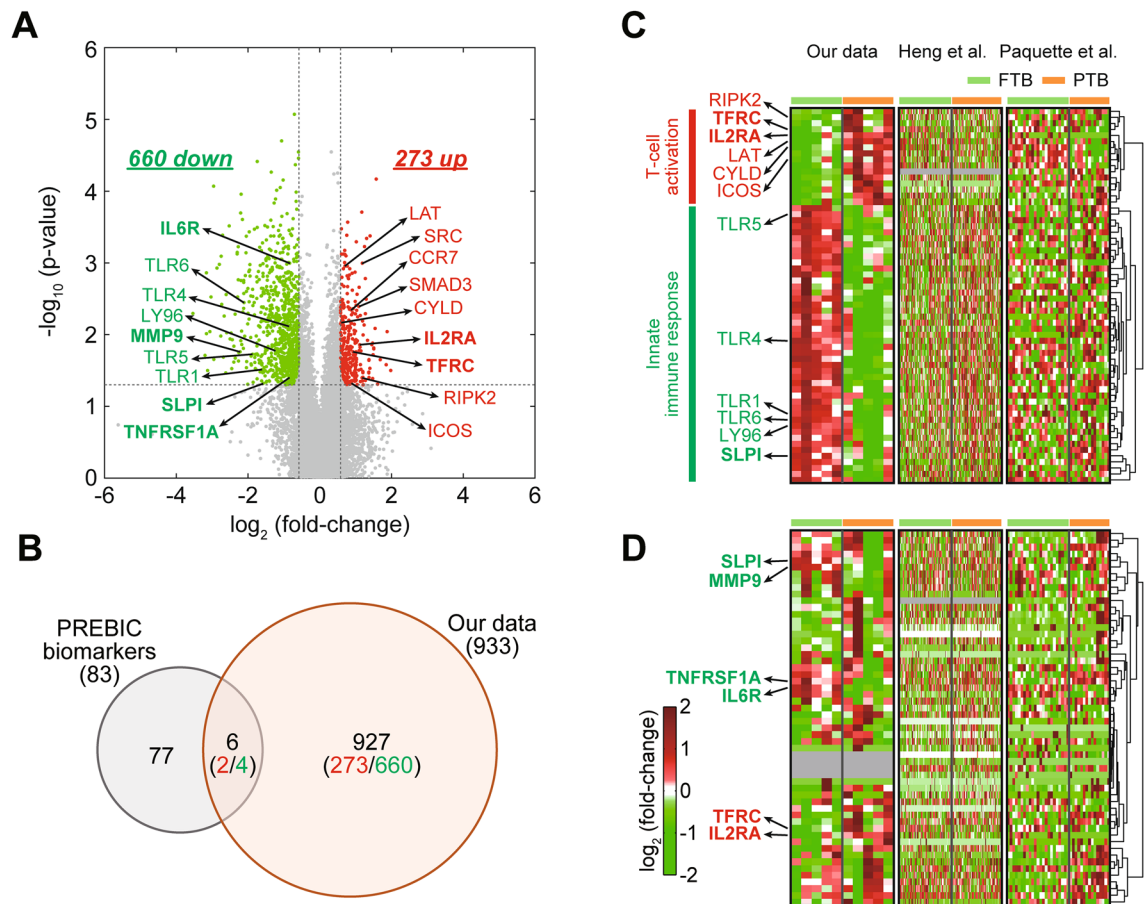 A
6
5
4
3
2
1
0
-6
-4
-2
0
2
4
6
-log10 (p-value)
log2 (fold-change)
660 down
273 up
IL6R
TLR6
TLR4
LY96
MMP9
TLR5
TLR1
SLPI
TNFRSF1A
LAT
SRC
CCR7
SMAD3
CYLD
IL2RA
TFRC
RIPK2
ICOS
B
PREBIC
biomarkers
(83)
Our data
(933)
77
6
(2/4)
927
(273/660)
C
Our data
Heng et al.
Paquette et al.
FTB
PTB
T-cell
activation
RIPK2
TFRC
IL2RA
LAT
CYLD
ICOS
Innate
immune response
TLR5
TLR4
TLR1
TLR6
LY96
SLPI
D
SLPI
MMP9
TNFRSF1A
IL6R
TFRC
IL2RA
log2 (fold-change)
2
1
0
-1
-2